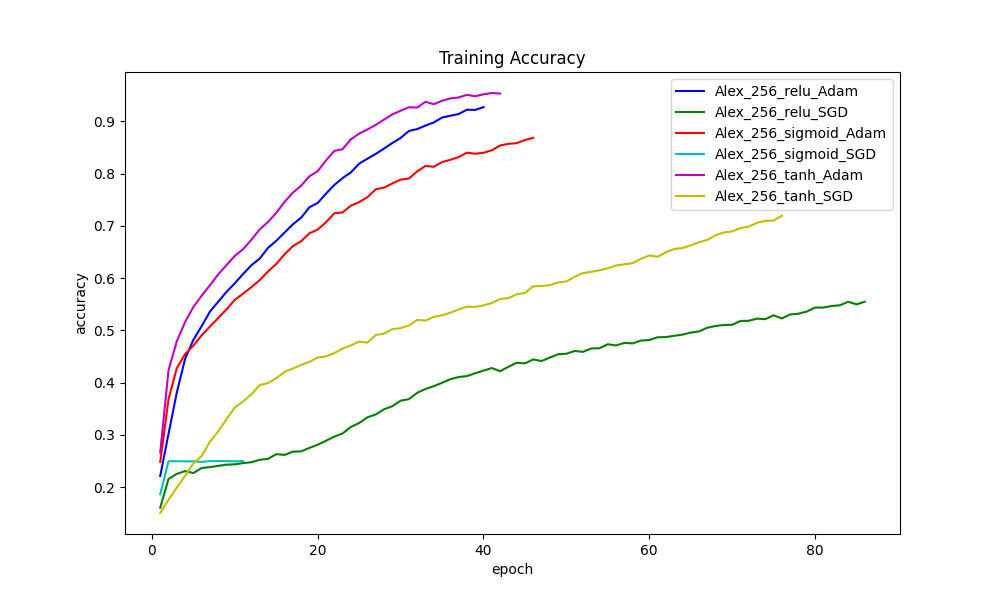 Training Accuracy
Alex_256_relu_Adam
Alex_256_relu_SGD
Alex_256_sigmoid_Adam
Alex_256_sigmoid_SGD
Alex_256_tanh_Adam
Alex_256_tanh_SGD
accuracy
0.9
0.8
0.7
0.6
0.5
0.4
0.3
0.2
0 20 40 60 80
epoch